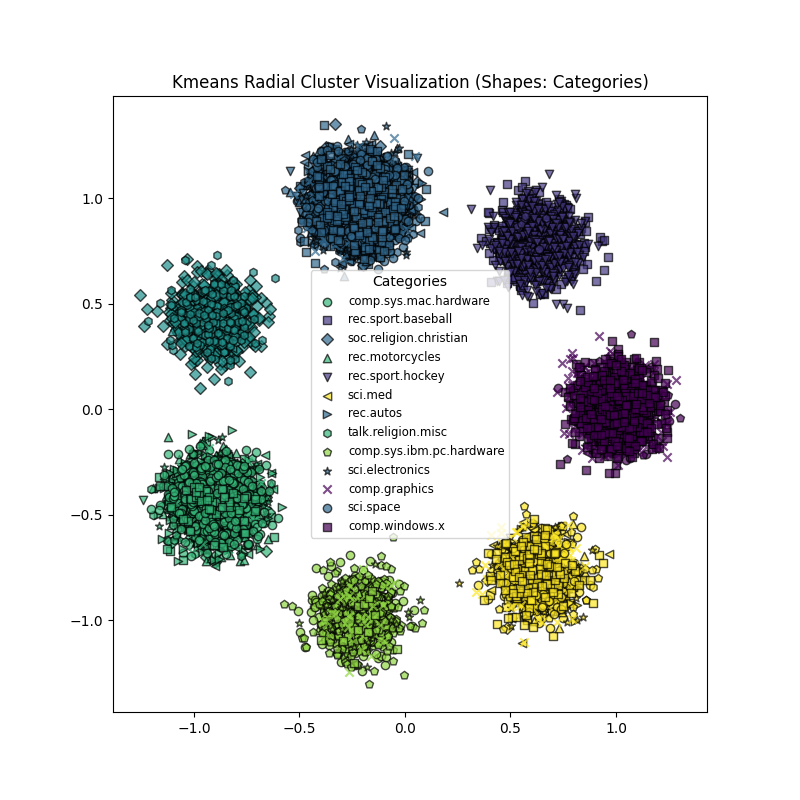 Kmeans Radial Cluster Visualization (Shapes: Categories)
1.0
0.5
0.0
−0.5
−1.0
Categories
comp.sys.mac.hardware
rec.sport.baseball
soc.religion.christian
rec.motorcycles
rec.sport.hockey
sci.med
rec.autos
talk.religion.misc
comp.sys.ibm.pc.hardware
sci.electronics
comp.graphics
sci.space
comp.windows.x
−1.0 −0.5 0.0 0.5 1.0